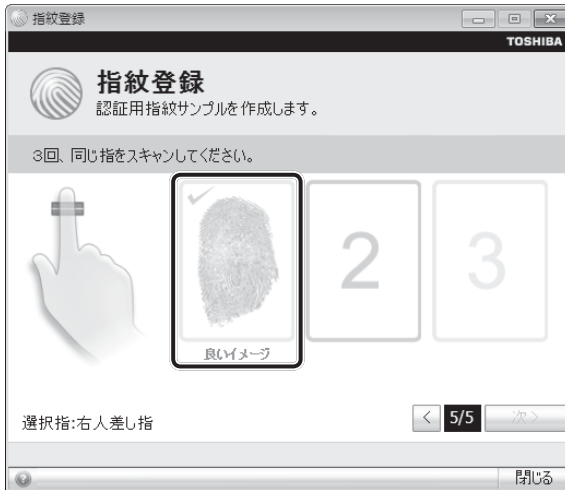 指紋登録
TOSHIBA
指紋登録
認証用指紋サンプルを作成します。
3回、同じ指をスキャンしてください。
2
3
良いイメージ
選択指:右人差し指
< 5/5 次>
閉じる